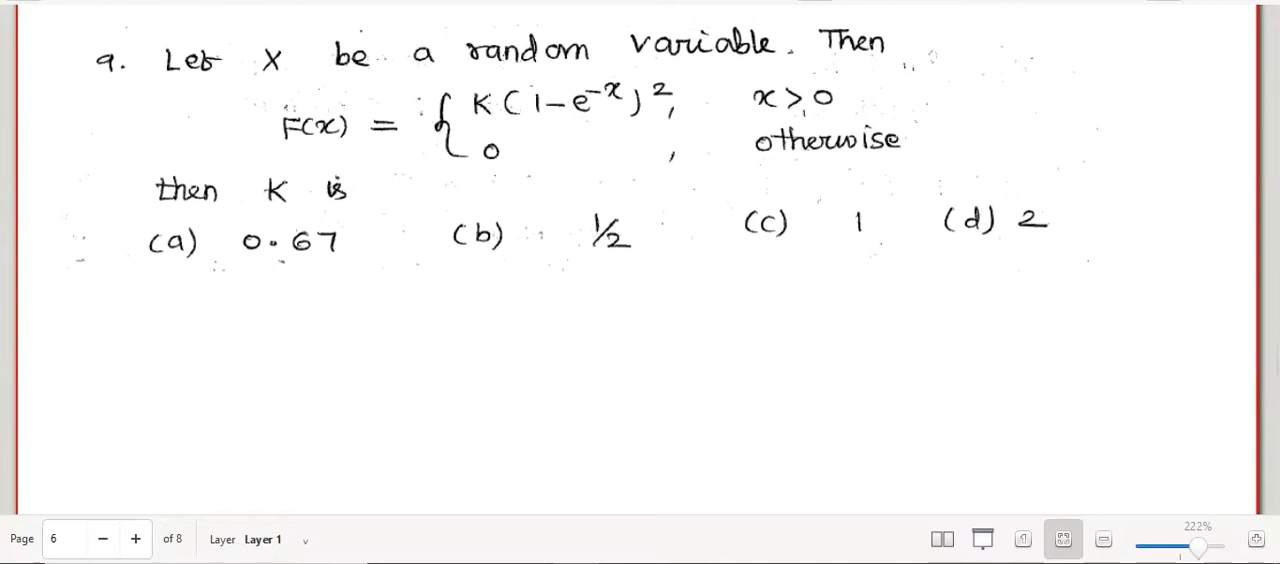 9. Let X be a random variable. Then
F(x) = { K(1-e^-x)^2, x>0
0 , otherwise
then K is
(a) 0.67 (b) 1/2 (c) 1 (d) 2
Page 6 - + of 8 Layer Layer 1 222%